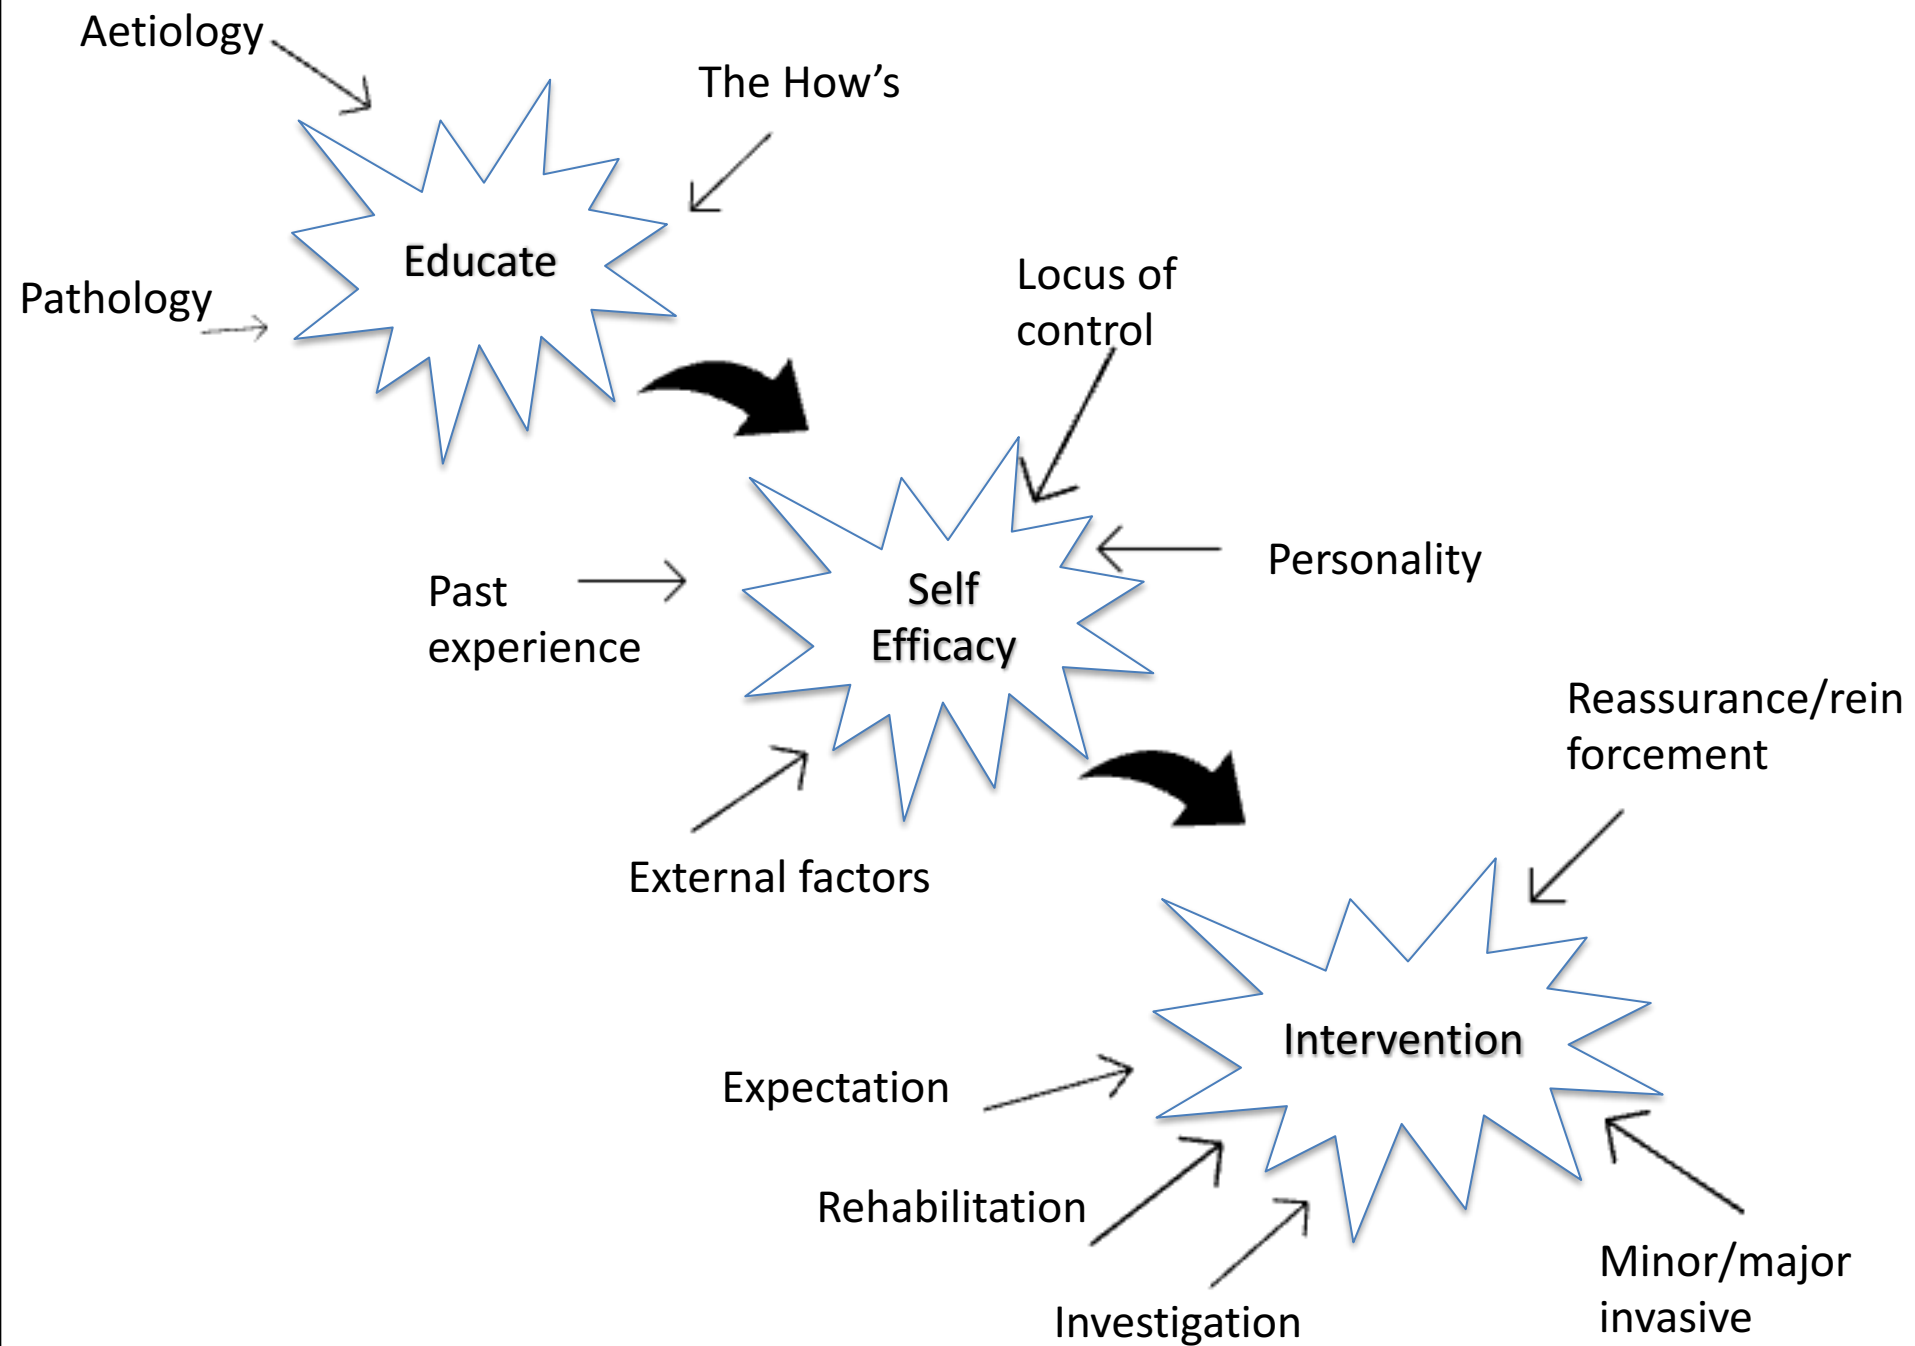 Aetiology
The How’s
Educate
Pathology
Locus of
control
Past
experience
Self
Efficacy
Personality
External factors
Reassurance/rein
forcement
Intervention
Expectation
Rehabilitation
Investigation
Minor/major
invasive